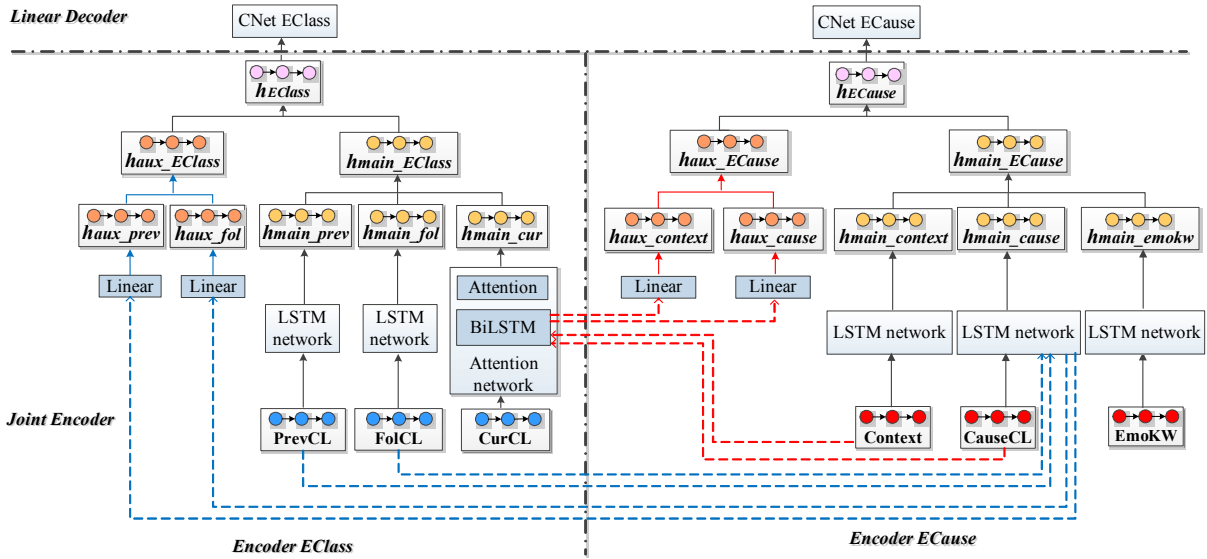 Linear Decoder
CNet EClass
CNet ECause
hEClass
hECause
haux_EClass
hmain_EClass
haux_ECause
hmain_ECause
haux_prev
haux_fol
hmain_prev
hmain_fol
hmain_cur
haux_context
haux_cause
hmain_context
hmain_cause
hmain_emokw
Linear
Linear
Attention
Linear
Linear
LSTM
network
LSTM
network
BiLSTM
LSTM network
LSTM network
LSTM network
Attention
network
Joint Encoder
PrevCL
FolCL
CurCL
Context
CauseCL
EmoKW
Encoder EClass
Encoder ECause